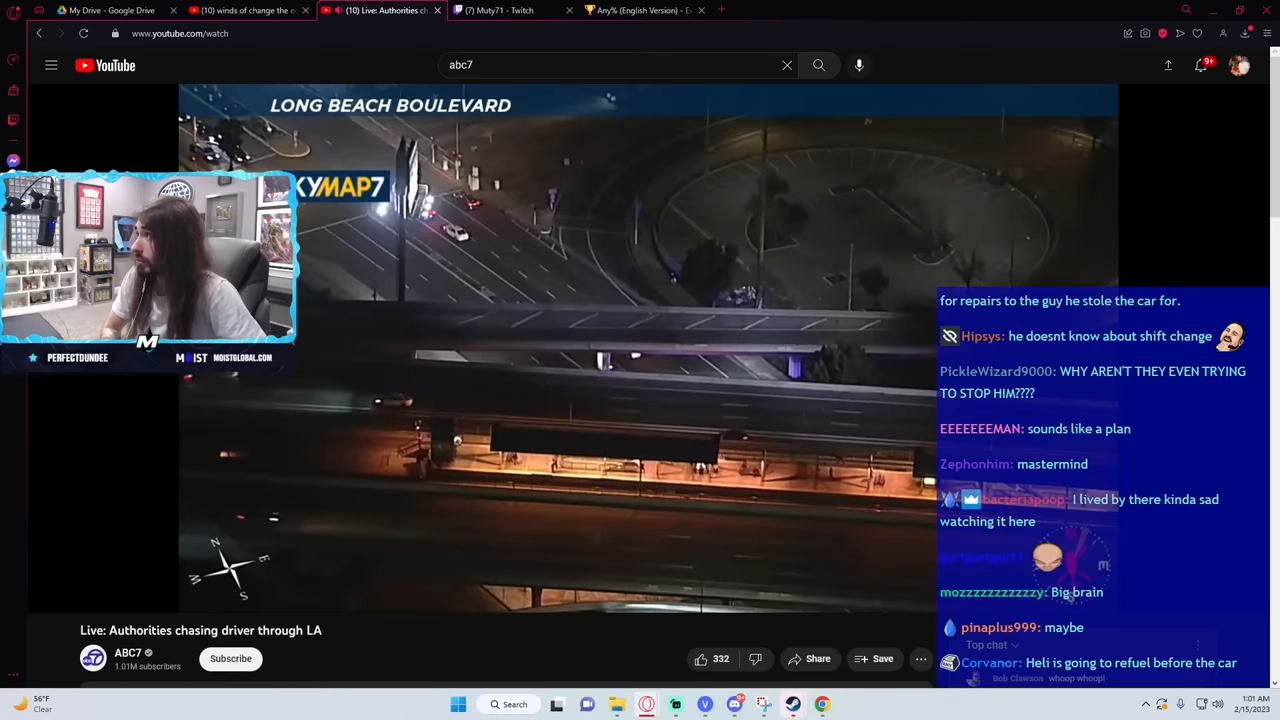 My Drive - Google Drive
(10) winds of change the e
(10) Live: Authorities ch
(7) Muty71 - Twitch
Any% (English Version) - E
www.youtube.com/watch
YouTube
abc7
9+
LONG BEACH BOULEVARD
KYMAP7
PERFECTDUNDEE
MOIST MOISTGLOBAL.COM
for repairs to the guy he stole the car for.
Hipsys: he doesnt know about shift change
PickleWizard9000: WHY AREN'T THEY EVEN TRYING
TO STOP HIM????
EEEEEEEMAN: sounds like a plan
Zephonhim: mastermind
bacteriapoop: I lived by there kinda sad
watching it here
mozzzzzzzzzzy: Big brain
pinaplus999: maybe
Top chat
Corvanor: Heli is going to refuel before the car
Bob Clawson whoop whoop!
N
E
W
S
Live: Authorities chasing driver through LA
ABC7
1.01M subscribers
Subscribe
332
Share
Save
56°F
Clear
Search
1:01 AM
2/15/2023